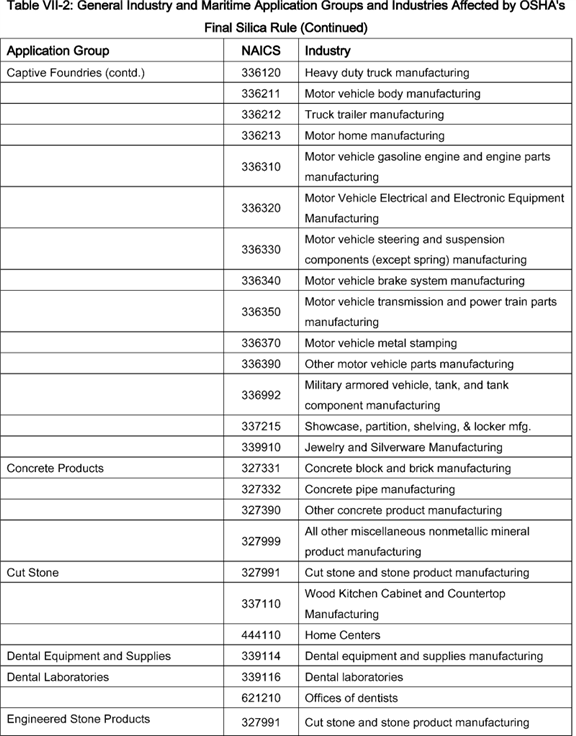 Table VII-2: General Industry and Maritime Application Groups and Industries Affected by OSHA's
Final Silica Rule (Continued)
Application Group NAICS Industry
Captive Foundries (contd.) 336120 Heavy duty truck manufacturing
336211 Motor vehicle body manufacturing
336212 Truck trailer manufacturing
336213 Motor home manufacturing
336310 Motor vehicle gasoline engine and engine parts
manufacturing
336320 Motor Vehicle Electrical and Electronic Equipment
Manufacturing
336330 Motor vehicle steering and suspension
components (except spring) manufacturing
336340 Motor vehicle brake system manufacturing
336350 Motor vehicle transmission and power train parts
manufacturing
336370 Motor vehicle metal stamping
336390 Other motor vehicle parts manufacturing
336992 Military armored vehicle, tank, and tank
component manufacturing
337215 Showcase, partition, shelving, & locker mfg.
339910 Jewelry and Silverware Manufacturing
Concrete Products 327331 Concrete block and brick manufacturing
327332 Concrete pipe manufacturing
327390 Other concrete product manufacturing
327999 All other miscellaneous nonmetallic mineral
product manufacturing
Cut Stone 327991 Cut stone and stone product manufacturing
337110 Wood Kitchen Cabinet and Countertop
Manufacturing
444110 Home Centers
Dental Equipment and Supplies 339114 Dental equipment and supplies manufacturing
Dental Laboratories 339116 Dental laboratories
621210 Offices of dentists
Engineered Stone Products 327991 Cut stone and stone product manufacturing